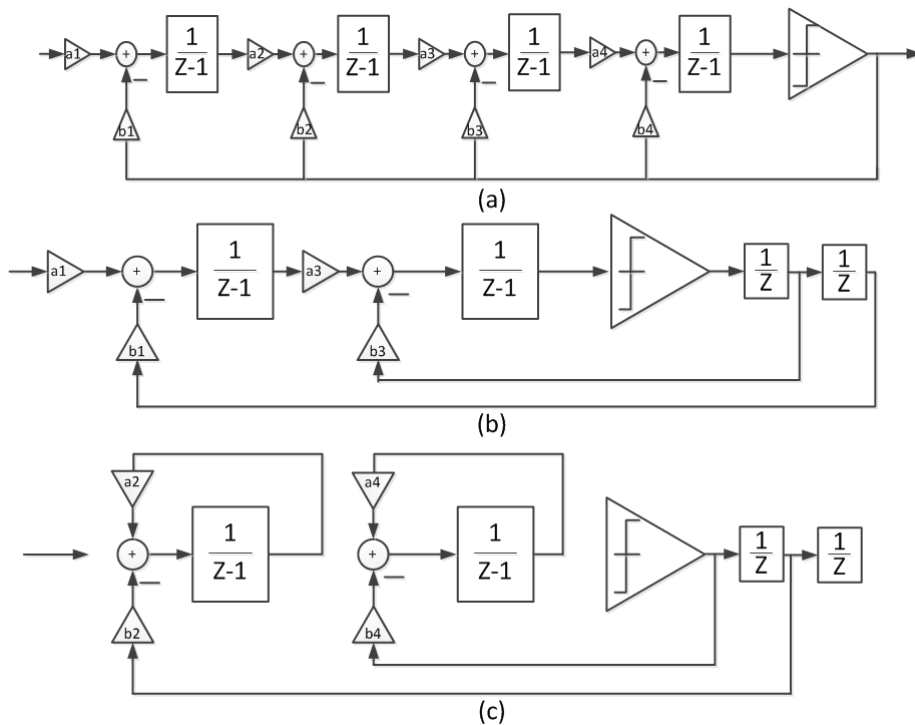 a1 + 1/(Z-1) a2 + 1/(Z-1) a3 + 1/(Z-1) a4 + 1/(Z-1)
— — — —
b1 b2 b3 b4
(a)
a1 + 1/(Z-1) a3 + 1/(Z-1) 1/Z 1/Z
— —
b1 b3
(b)
a2 a4
+ 1/(Z-1) + 1/(Z-1) 1/Z 1/Z
— —
b2 b4
(c)